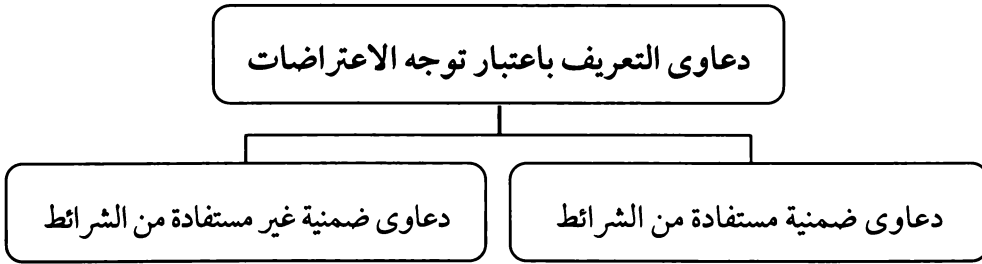 دعاوى التعريف باعتبار توجه الاعتراضات
دعاوى ضمنية مستفادة من الشرائط
دعاوى ضمنية غير مستفادة من الشرائط